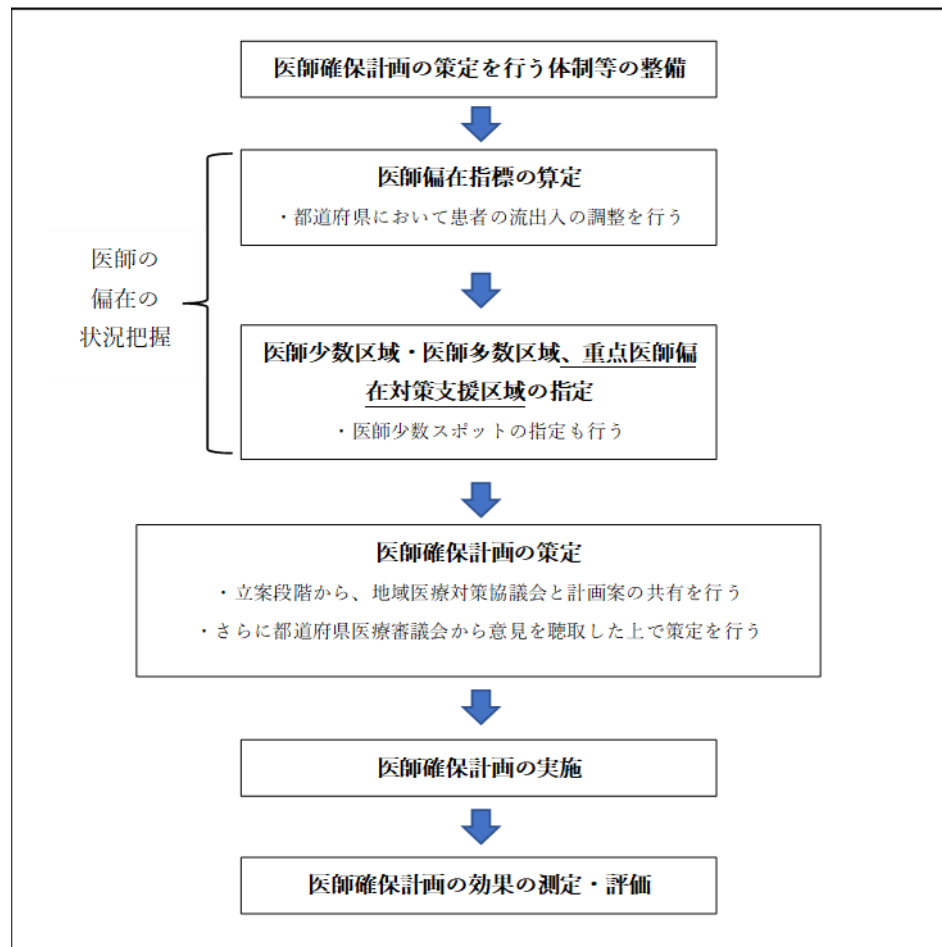 医師確保計画の策定を行う体制等の整備
医師偏在指標の算定
・都道府県において患者の流出入の調整を行う
医師の
偏在の
状況把握
医師少数区域・医師多数区域、重点医師偏
在対策支援区域の指定
・医師少数スポットの指定も行う
医師確保計画の策定
・立案段階から、地域医療対策協議会と計画案の共有を行う
・さらに都道府県医療審議会から意見を聴取した上で策定を行う
医師確保計画の実施
医師確保計画の効果の測定・評価